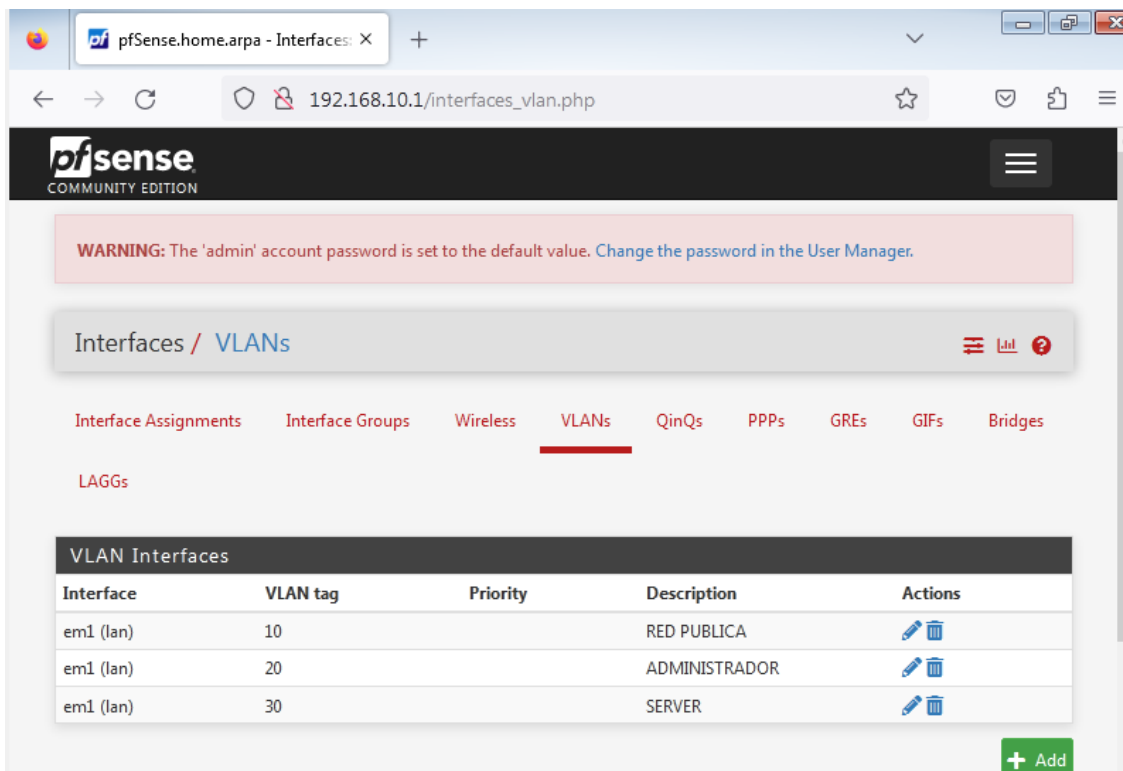 pfSense.home.arpa - Interfaces:
192.168.10.1/interfaces_vlan.php
pfsense
COMMUNITY EDITION
WARNING: The 'admin' account password is set to the default value. Change the password in the User Manager.
Interfaces / VLANs
Interface Assignments Interface Groups Wireless VLANs QinQs PPPs GREs GIFs Bridges
LAGGs
VLAN Interfaces
Interface VLAN tag Priority Description Actions
em1 (lan) 10 RED PUBLICA
em1 (lan) 20 ADMINISTRADOR
em1 (lan) 30 SERVER
+ Add